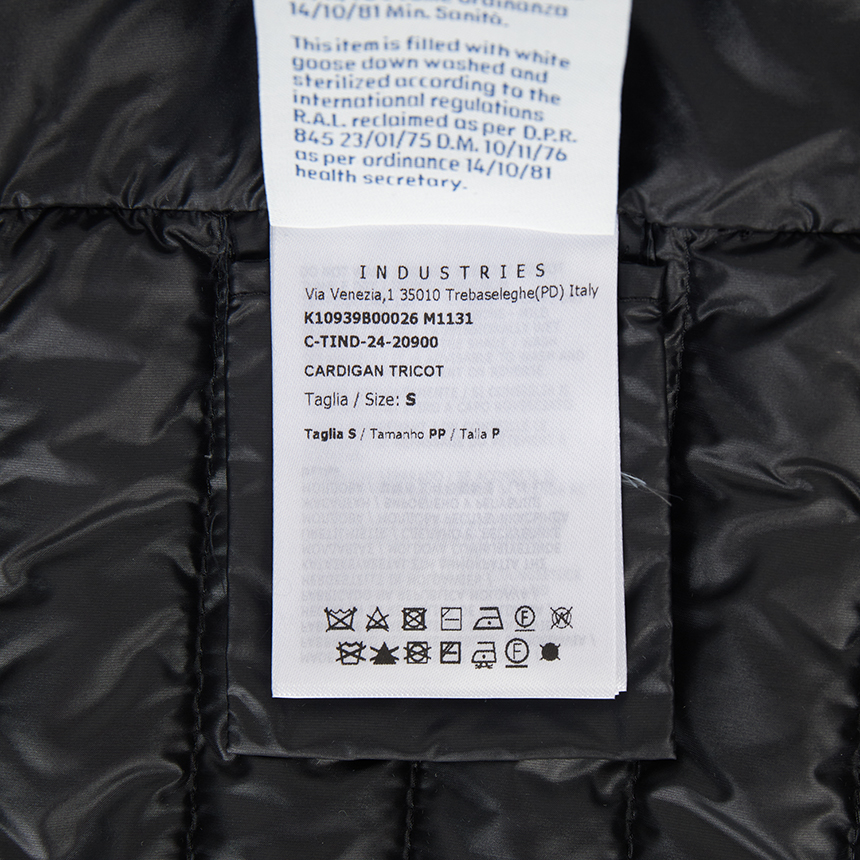 14/10/81 Min. Sanità.
This item is filled with white
goose down washed and
sterilized according to the
international regulations
R.A.L. reclaimed as per D.P.R.
845 23/01/75 D.M. 10/11/76
as per ordinance 14/10/81
health secretary.
INDUSTRIES
Via Venezia,1 35010 Trebaseleghe(PD) Italy
K10939B00026 M1131
C-TIND-24-20900
CARDIGAN TRICOT
Taglia / Size: S
Taglia S / Tamanho PP / Talla P
F W
F